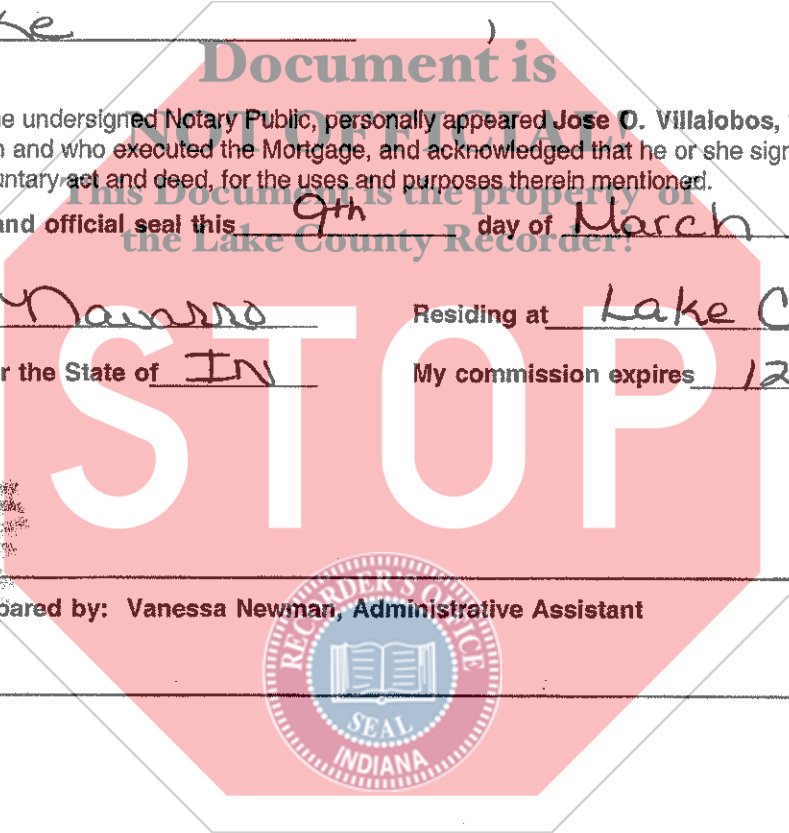 ke )
Document is
NOT OFFICIAL!
he undersigned Notary Public, personally appeared Jose O. Villalobos,
n and who executed the Mortgage, and acknowledged that he or she sign
untary act and deed, for the uses and purposes therein mentioned.
This Document is the property of
and official seal this 9th day of March
the Lake County Recorder!
Navarro Residing at Lake C
r the State of IN My commission expires 12
STOP
pared by: Vanessa Newman, Administrative Assistant
RECORDER'S OFFICE
SEAL
INDIANA